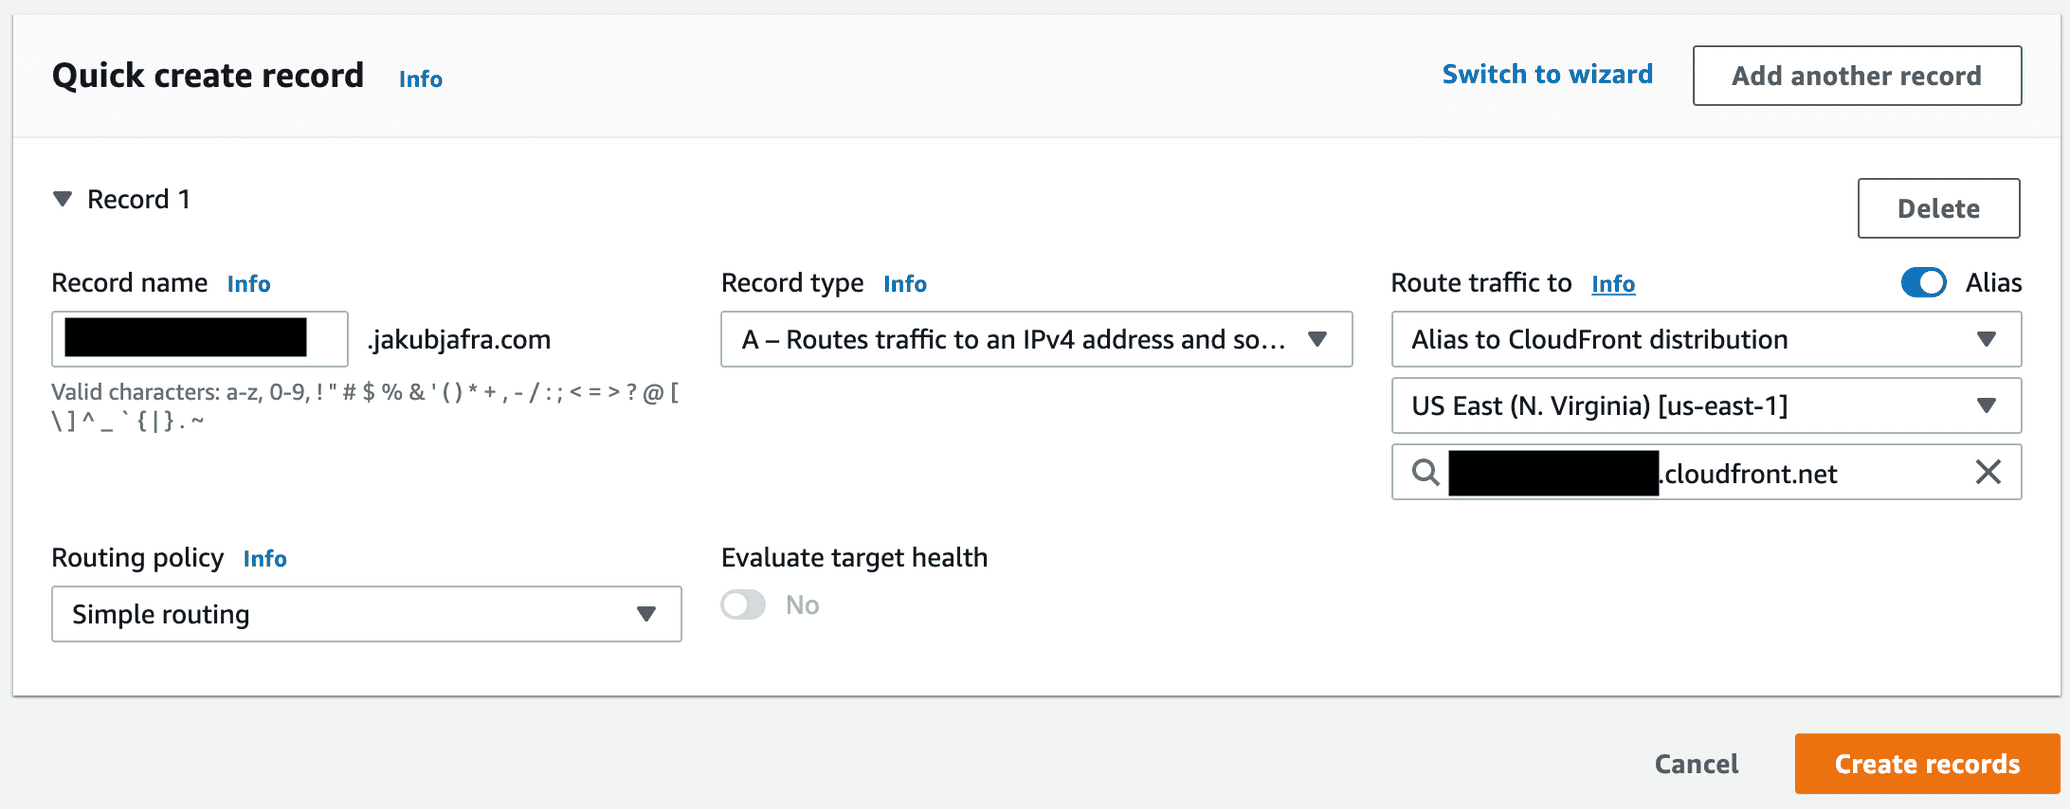 Quick create record Info Switch to wizard Add another record
Record 1 Delete
Record name Info Record type Info Route traffic to Info Alias
.jakubjafra.com A – Routes traffic to an IPv4 address and so... Alias to CloudFront distribution
Valid characters: a-z, 0-9, ! " # $ % & ' ( ) * + , - / : ; < = > ? @ [
\ ] ^ _ ` { | } . ~
US East (N. Virginia) [us-east-1]
.cloudfront.net
Routing policy Info Evaluate target health
Simple routing No
Cancel Create records